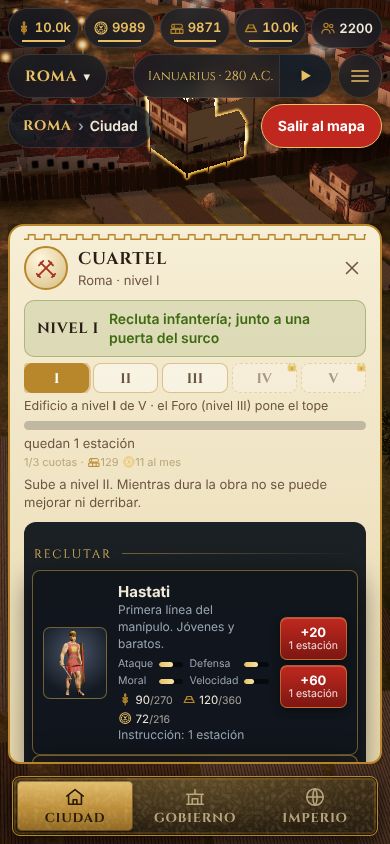 10.0k 9989 9871 10.0k 2200
ROMA ▾ IANUARIUS · 280 A.C.
ROMA › Ciudad Salir al mapa
CUARTEL
Roma · nivel I
NIVEL I Recluta infantería; junto a una
puerta del surco
I II III IV V
Edificio a nivel I de V · el Foro (nivel III) pone el tope
quedan 1 estación
1/3 cuotas · 129 11 al mes
Sube a nivel II. Mientras dura la obra no se puede
mejorar ni derribar.
RECLUTAR
Hastati
Primera línea del
manípulo. Jóvenes y
baratos.
Ataque Defensa
Moral Velocidad
90/270 120/360
72/216
Instrucción: 1 estación
+20
1 estación
+60
1 estación
CIUDAD GOBIERNO IMPERIO